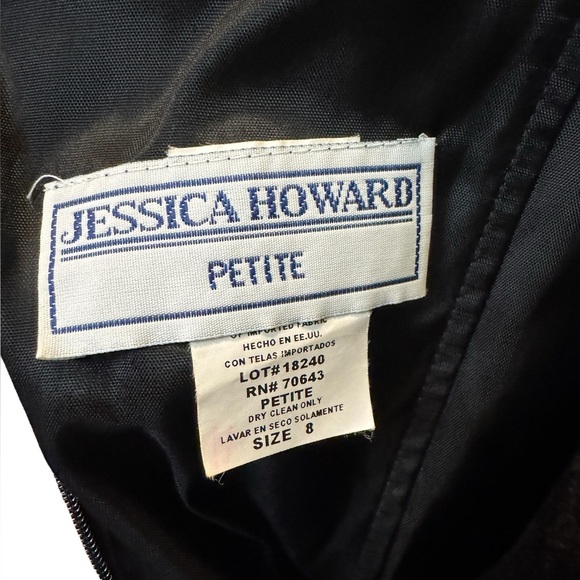 JESSICA HOWARD
PETITE
OF IMPORTED FABRIC
HECHO EN EE.UU.
CON TELAS IMPORTADOS
LOT# 18240
RN# 70643
PETITE
DRY CLEAN ONLY
LAVAR EN SECO SOLAMENTE
SIZE 8